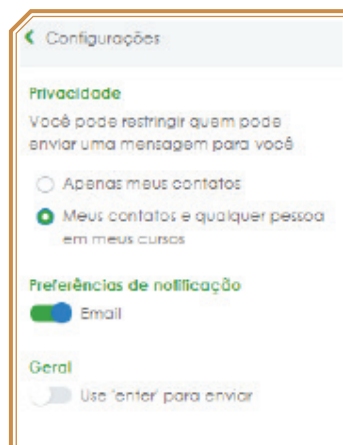 Configurações
Privacidade
Você pode restringir quem pode
enviar uma mensagem para você
Apenas meus contatos
Meus contatos e qualquer pessoa
em meus cursos
Preferências de notificação
Email
Geral
Use 'enter' para enviar